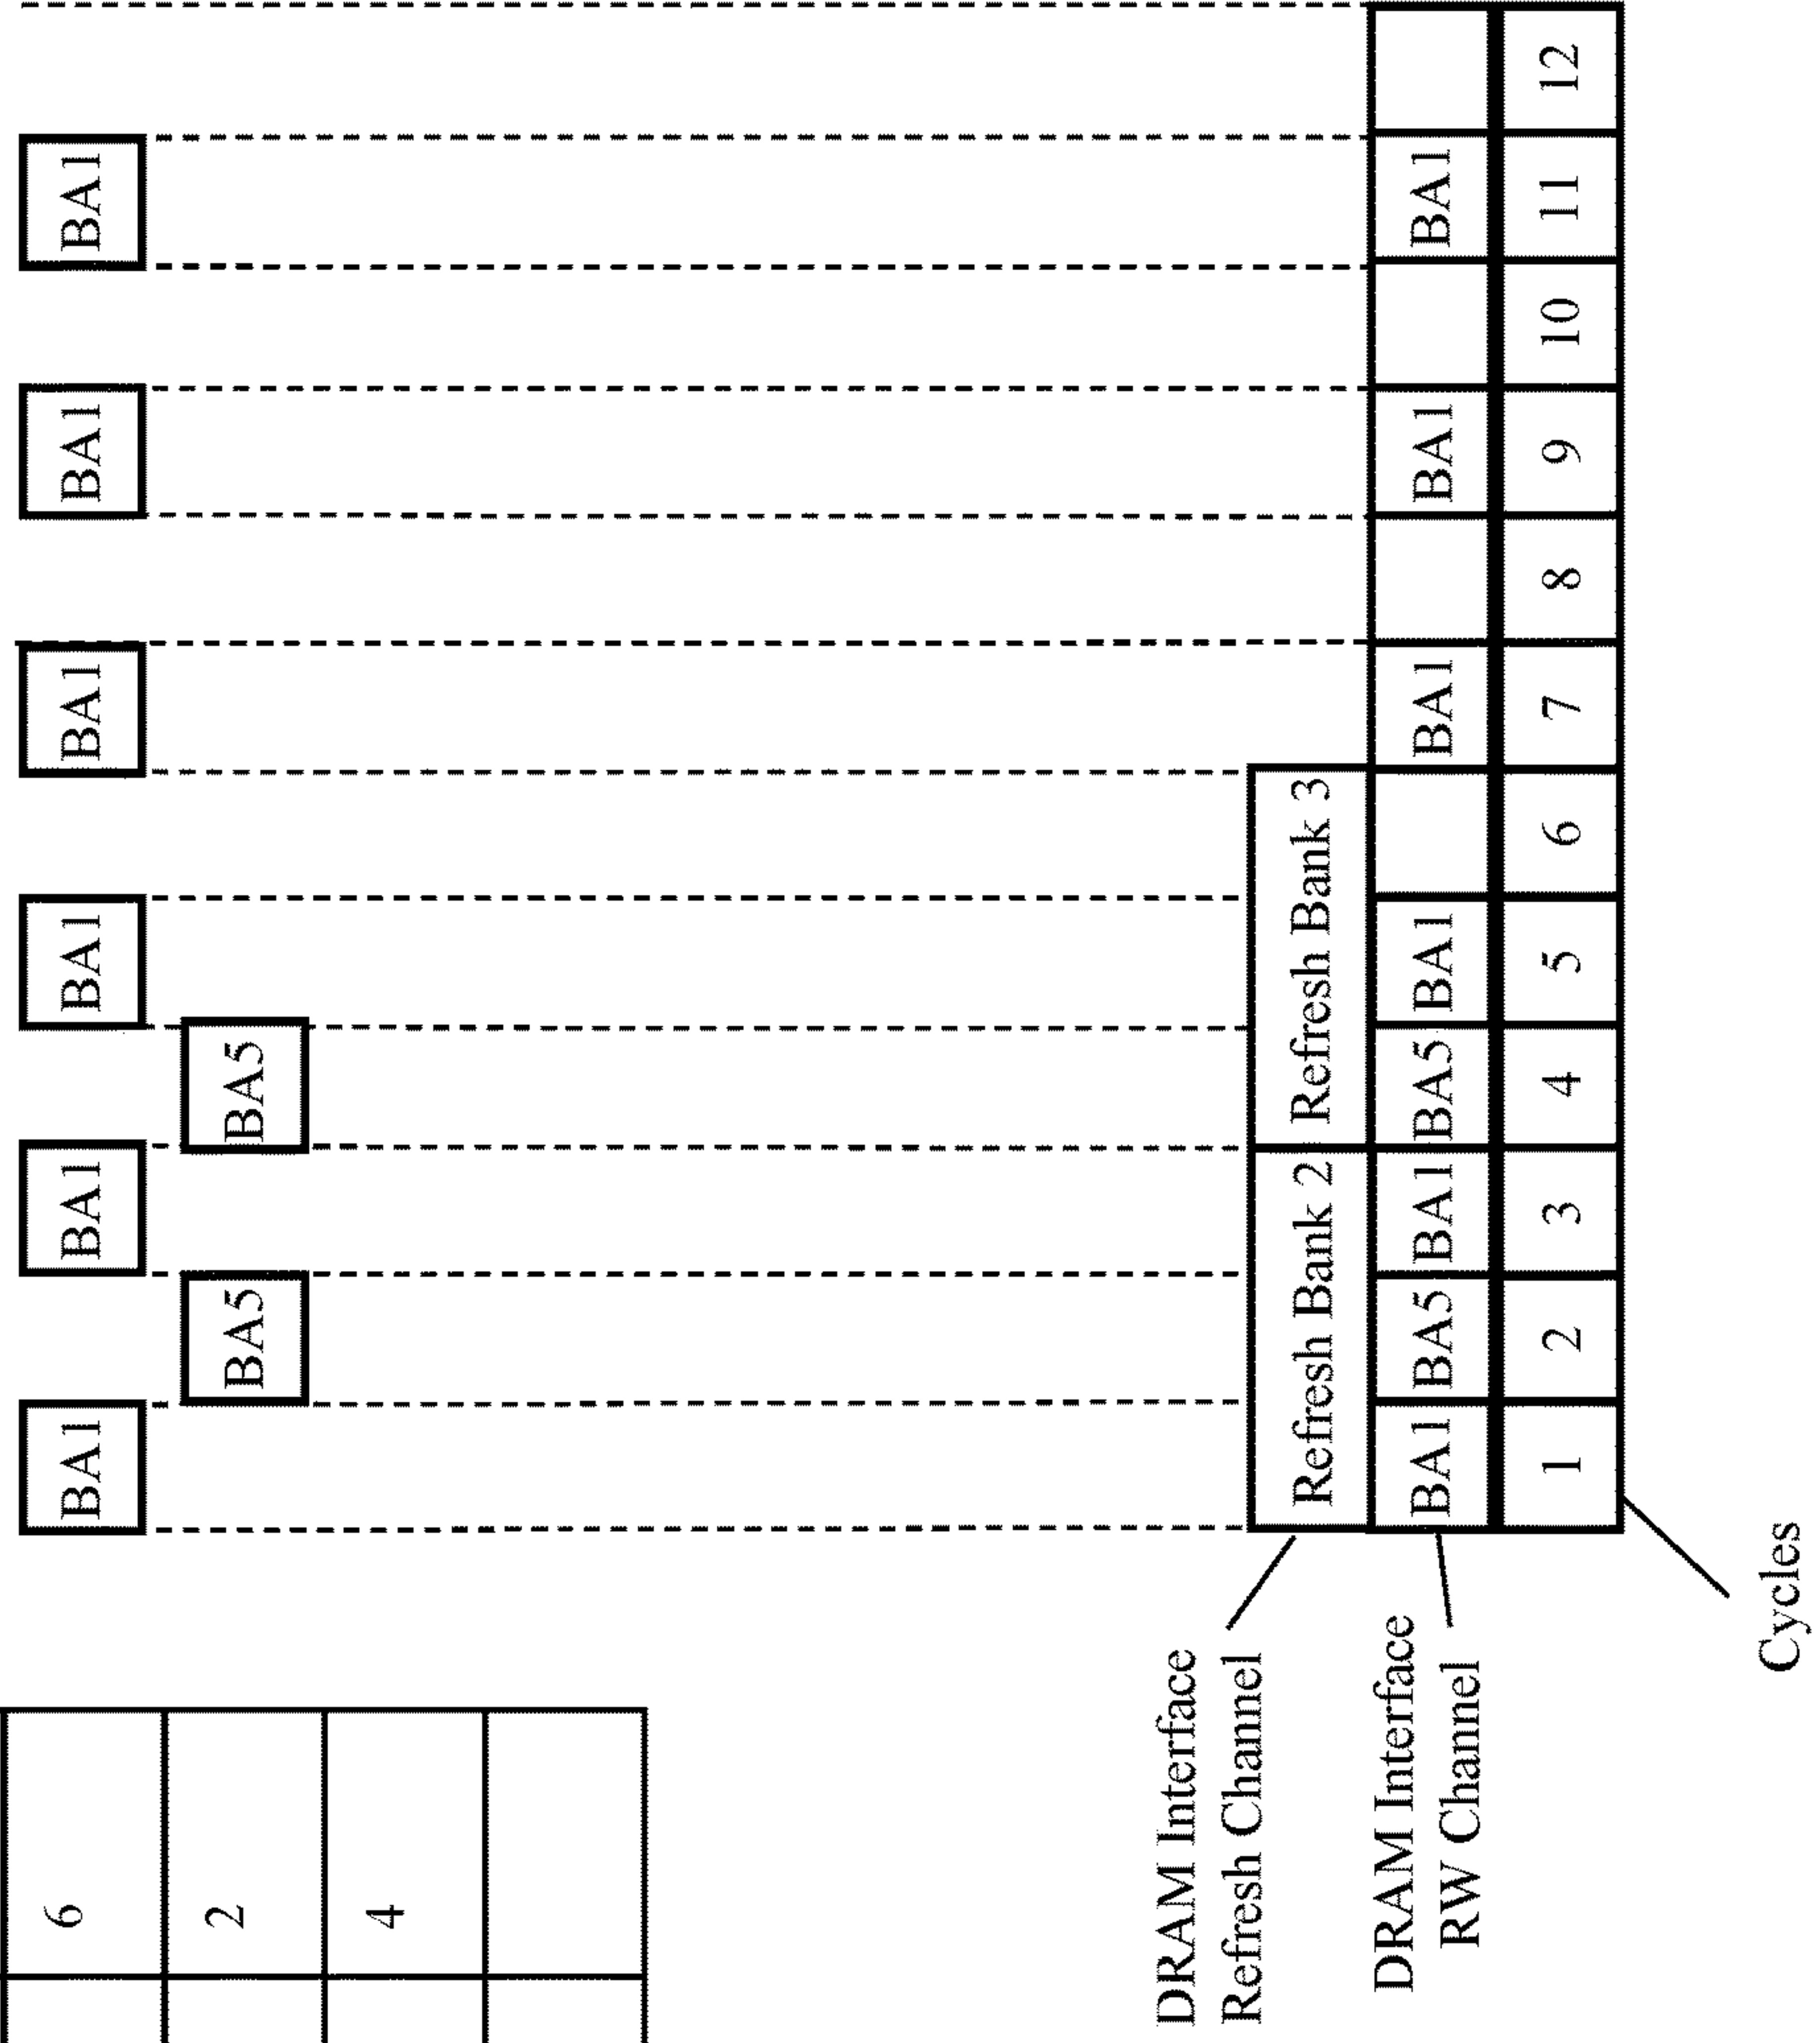 6
BA1 BA1 BA1 BA1 BA1 BA1
2
BA5 BA5
4
DRAM Interface
Refresh Channel
Refresh Bank 2 Refresh Bank 3
DRAM Interface
RW Channel
BA1 BA5 BA1 BA5 BA1 BA1 BA1 BA1
1 2 3 4 5 6 7 8 9 10 11 12
Cycles